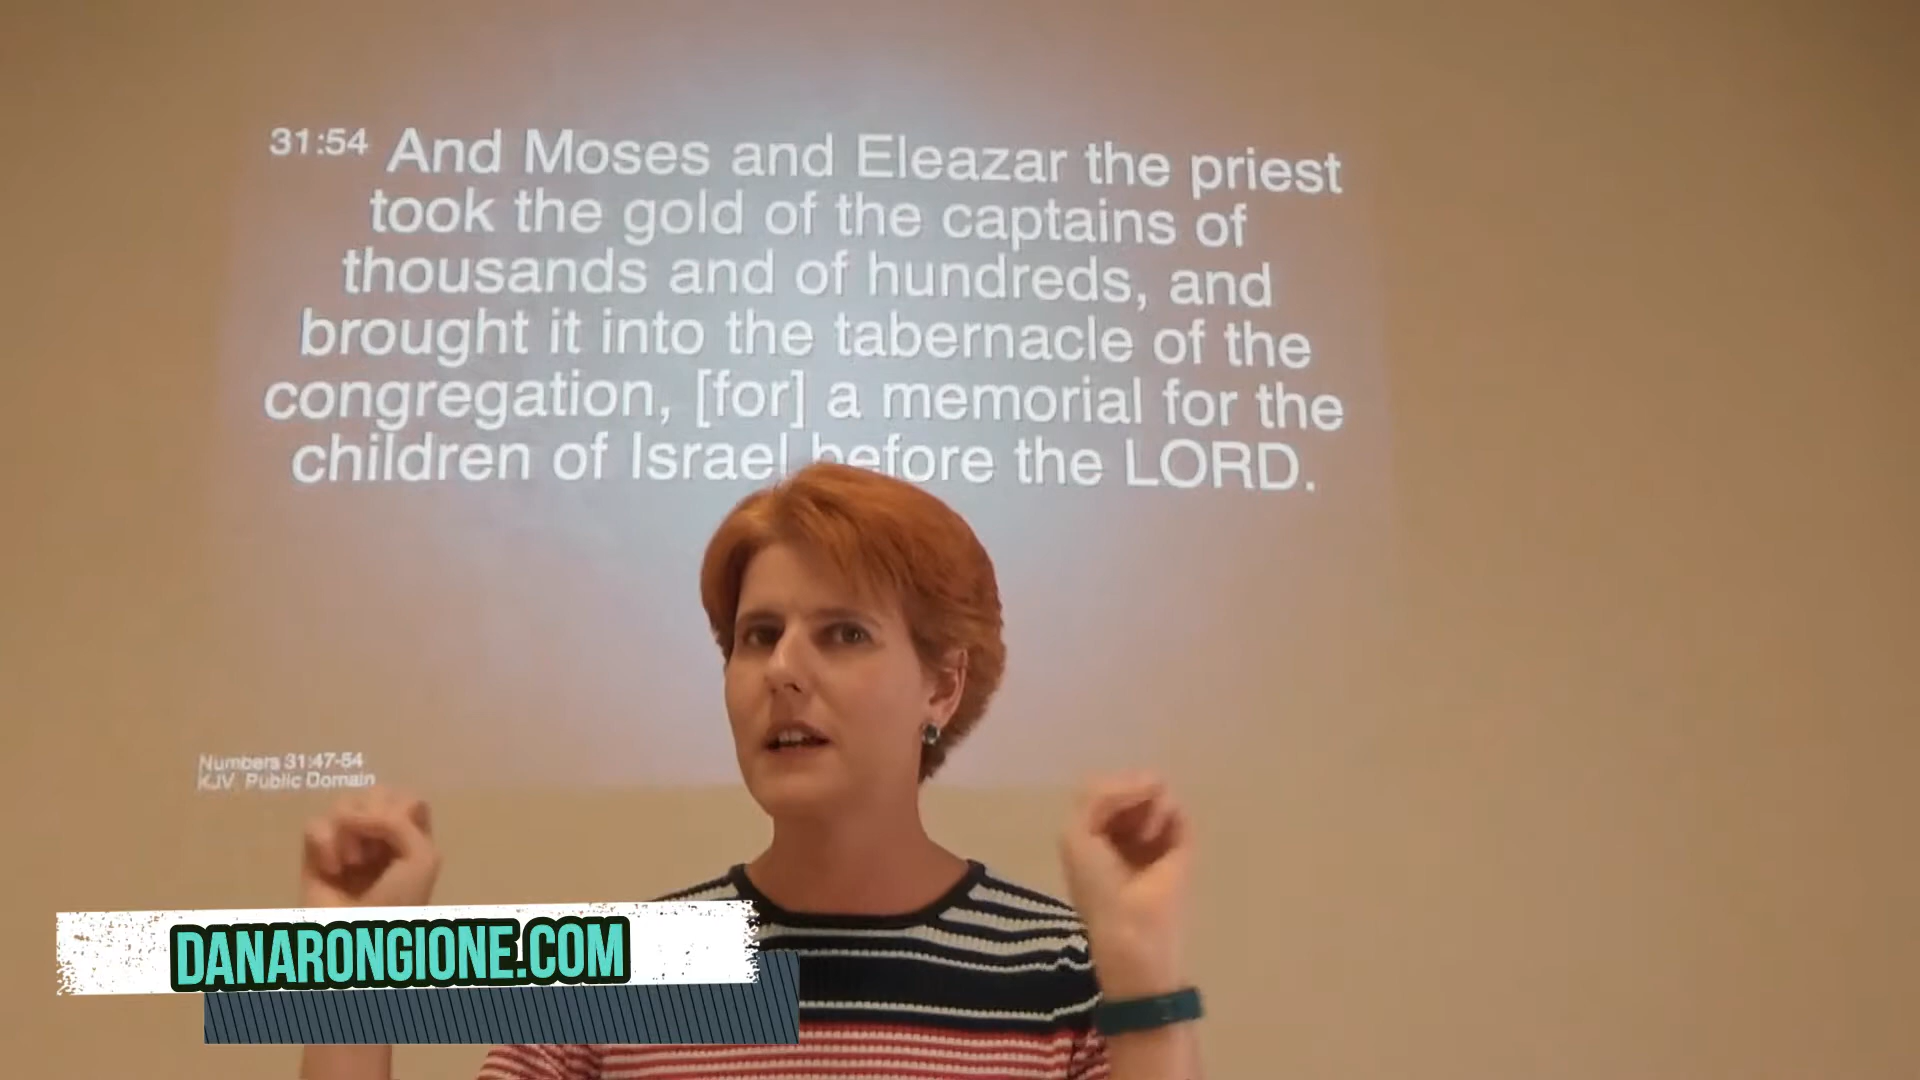 31:54 And Moses and Eleazar the priest
took the gold of the captains of
thousands and of hundreds, and
brought it into the tabernacle of the
congregation, [for] a memorial for the
children of Israel before the LORD.
Numbers 31:47-54
KJV Public Domain
DANARONGIONE.COM